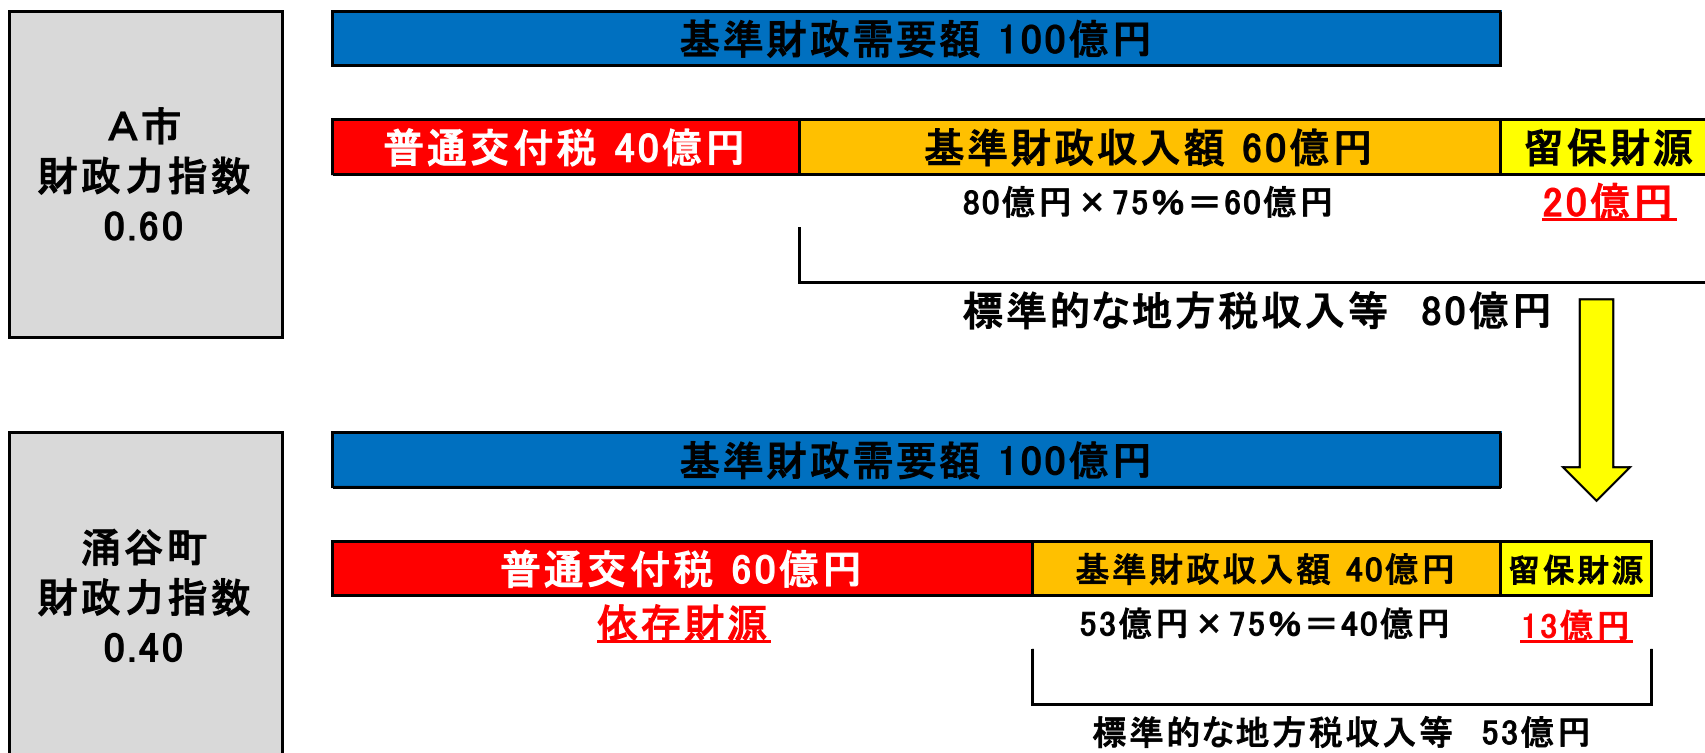 A市
財政力指数
0.60
基準財政需要額 100億円
普通交付税 40億円
基準財政収入額 60億円
留保財源
80億円×75%＝60億円
20億円
標準的な地方税収入等 80億円
涌谷町
財政力指数
0.40
基準財政需要額 100億円
普通交付税 60億円
基準財政収入額 40億円
留保財源
依存財源
53億円×75%＝40億円
13億円
標準的な地方税収入等 53億円